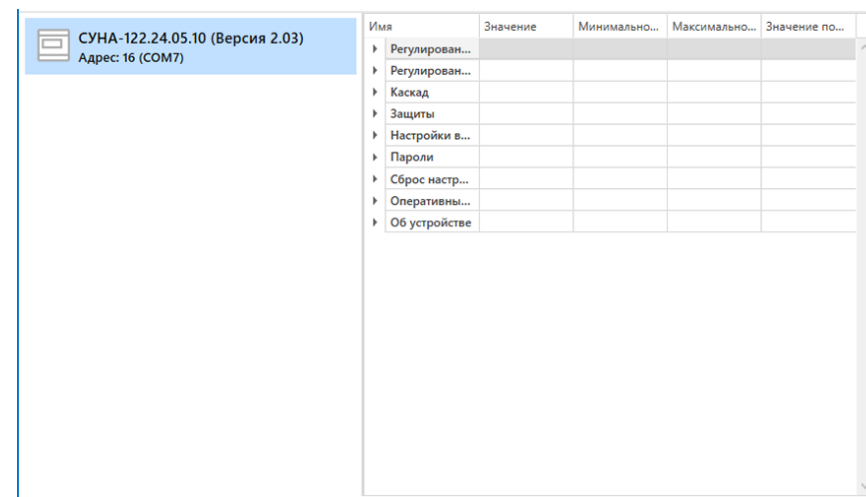 СУНА-122.24.05.10 (Версия 2.03)
Адрес: 16 (COM7)
Имя Значение Минимально... Максимально... Значение по...
Регулирован...
Регулирован...
Каскад
Защиты
Настройки в...
Пароли
Сброс настр...
Оперативны...
Об устройстве